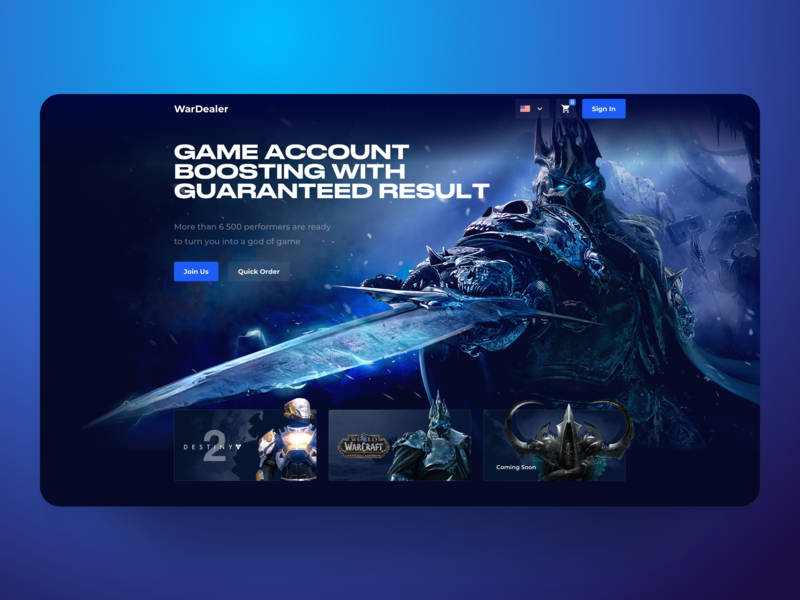 WarDealer
0
Sign In
GAME ACCOUNT
BOOSTING WITH
GUARANTEED RESULT
More than 6 500 performers are ready
to turn you into a god of game
Join Us
Quick Order
DESTINY
2
WORLD
WARCRAFT
Coming Soon